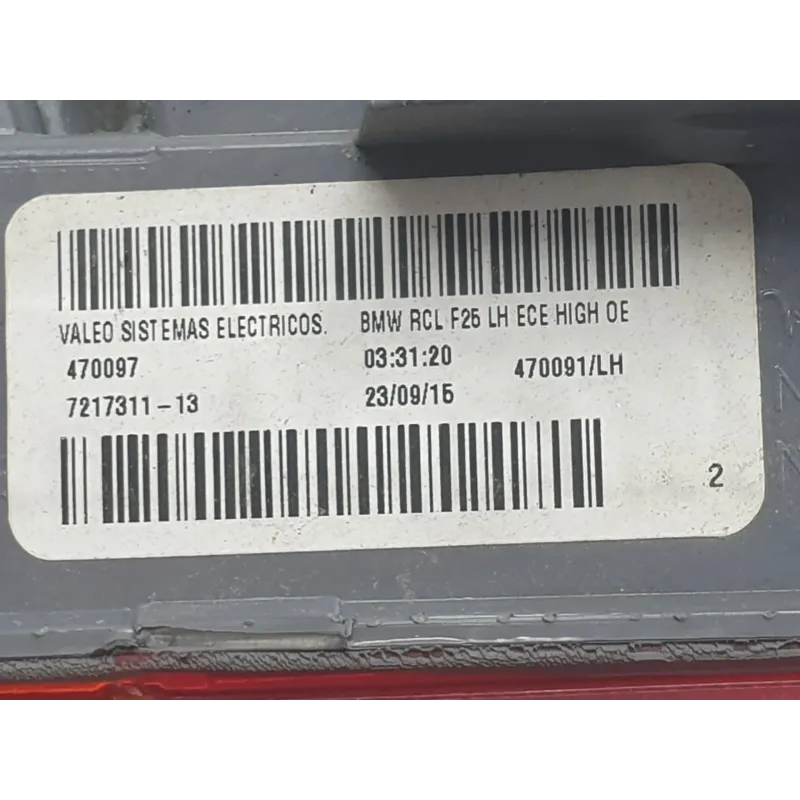 VALEO SISTEMAS ELECTRICOS. BMW RCL F25 LH ECE HIGH OE
470097 03:31:20 470091/LH
7217311-13 23/09/15
2